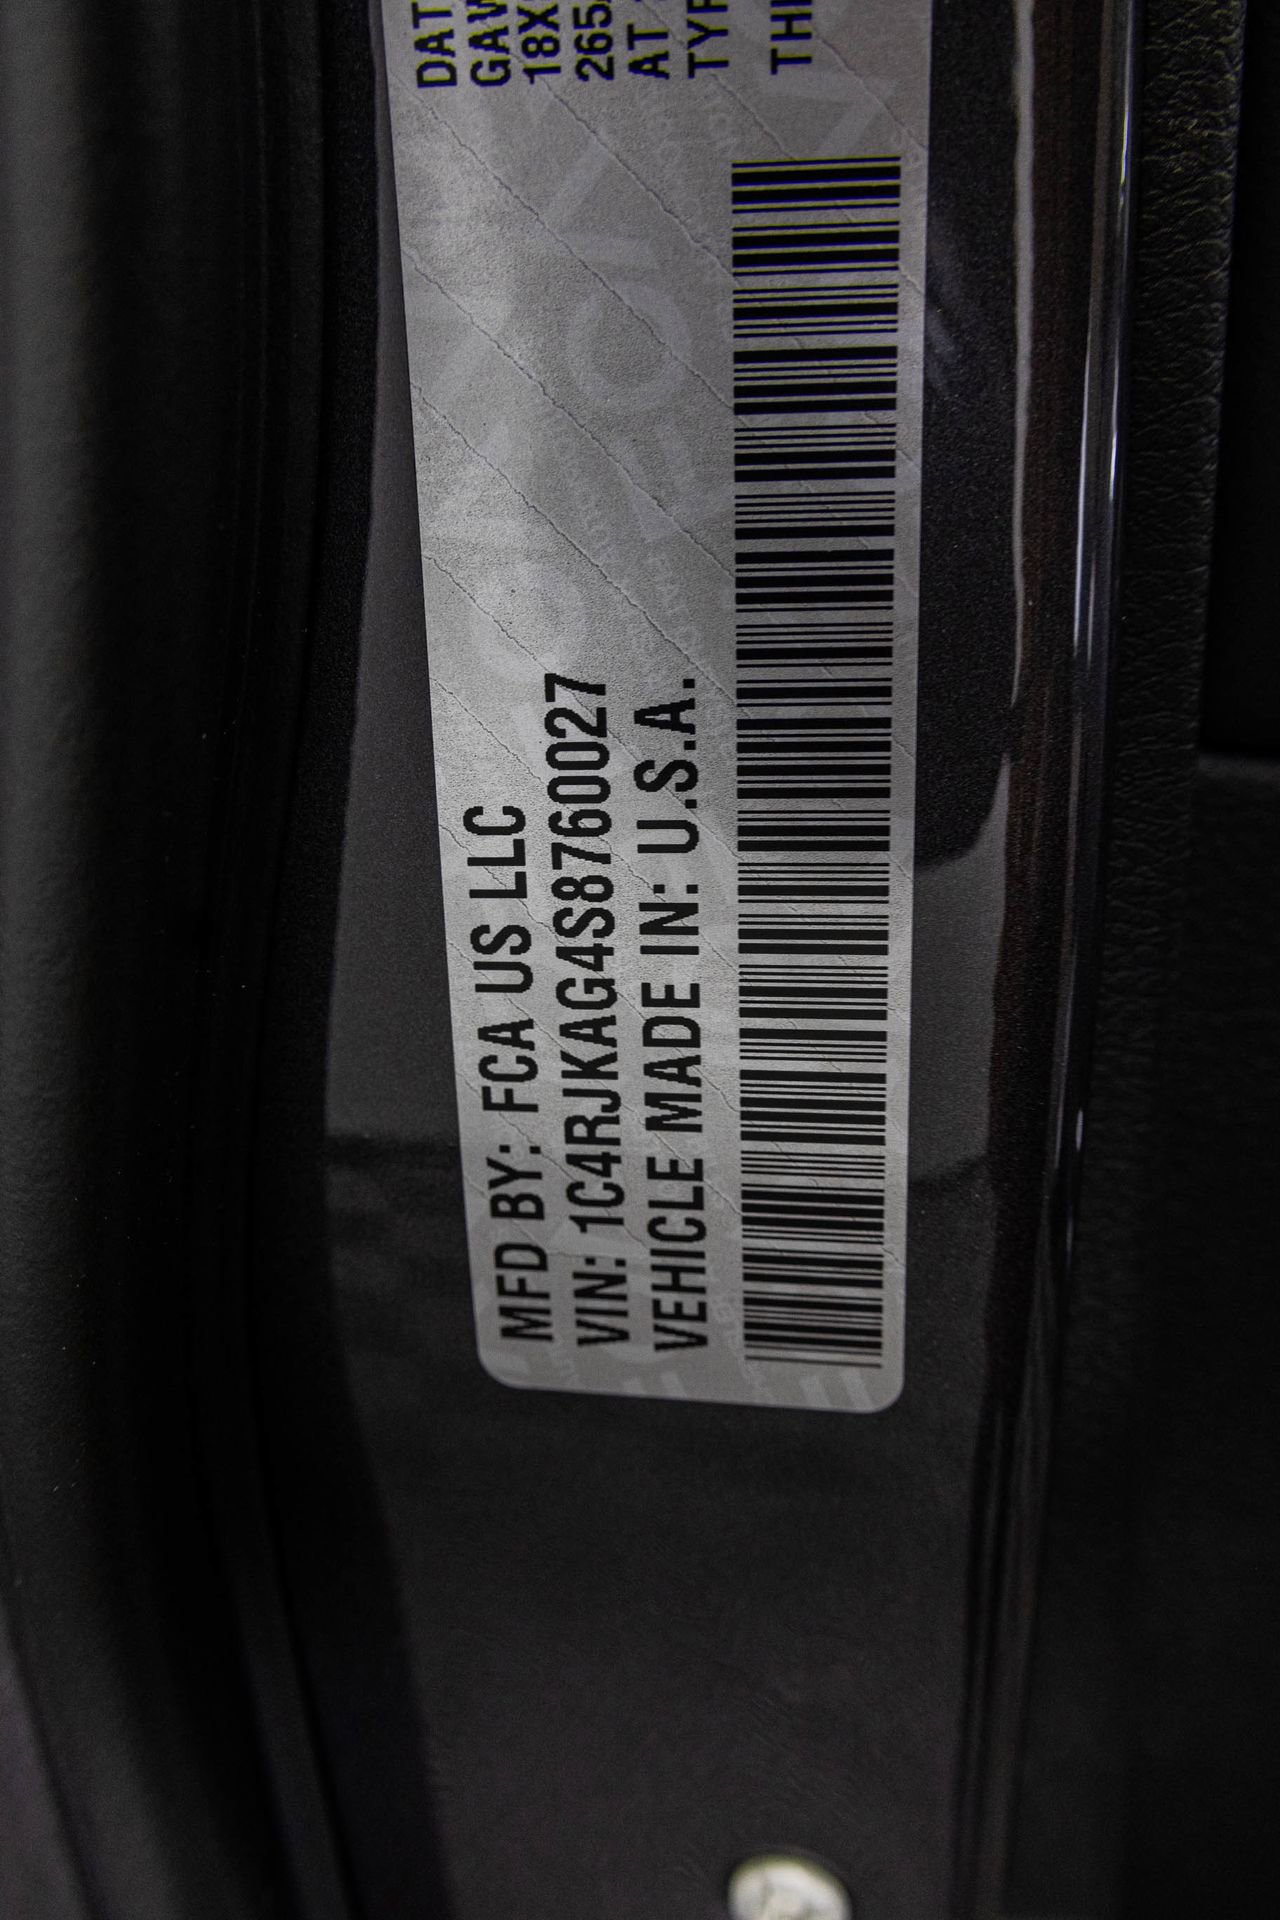 MFD BY: FCA US LLC
VIN: 1C4RJKAG4S8760027
VEHICLE MADE IN: U.S.A.
DAT
GAW
18X
265/
AT
TYP
THI